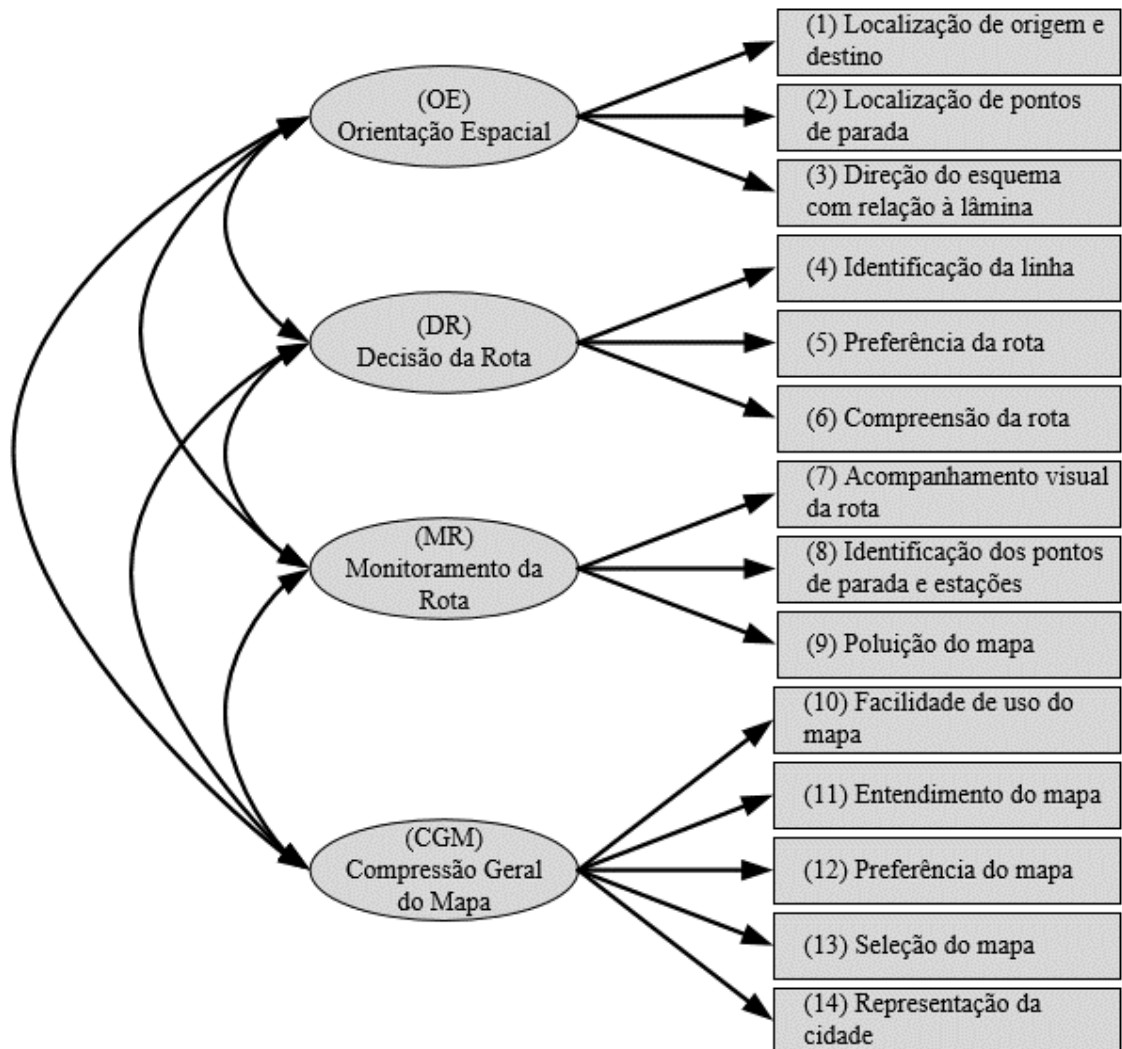 (1) Localização de origem e
destino
(OE)
Orientação Espacial
(2) Localização de pontos
de parada
(3) Direção do esquema
com relação à lâmina
(4) Identificação da linha
(DR)
Decisão da Rota
(5) Preferência da rota
(6) Compreensão da rota
(7) Acompanhamento visual
da rota
(MR)
Monitoramento da
Rota
(8) Identificação dos pontos
de parada e estações
(9) Poluição do mapa
(10) Facilidade de uso do
mapa
(11) Entendimento do mapa
(CGM)
Compressão Geral
do Mapa
(12) Preferência do mapa
(13) Seleção do mapa
(14) Representação da
cidade